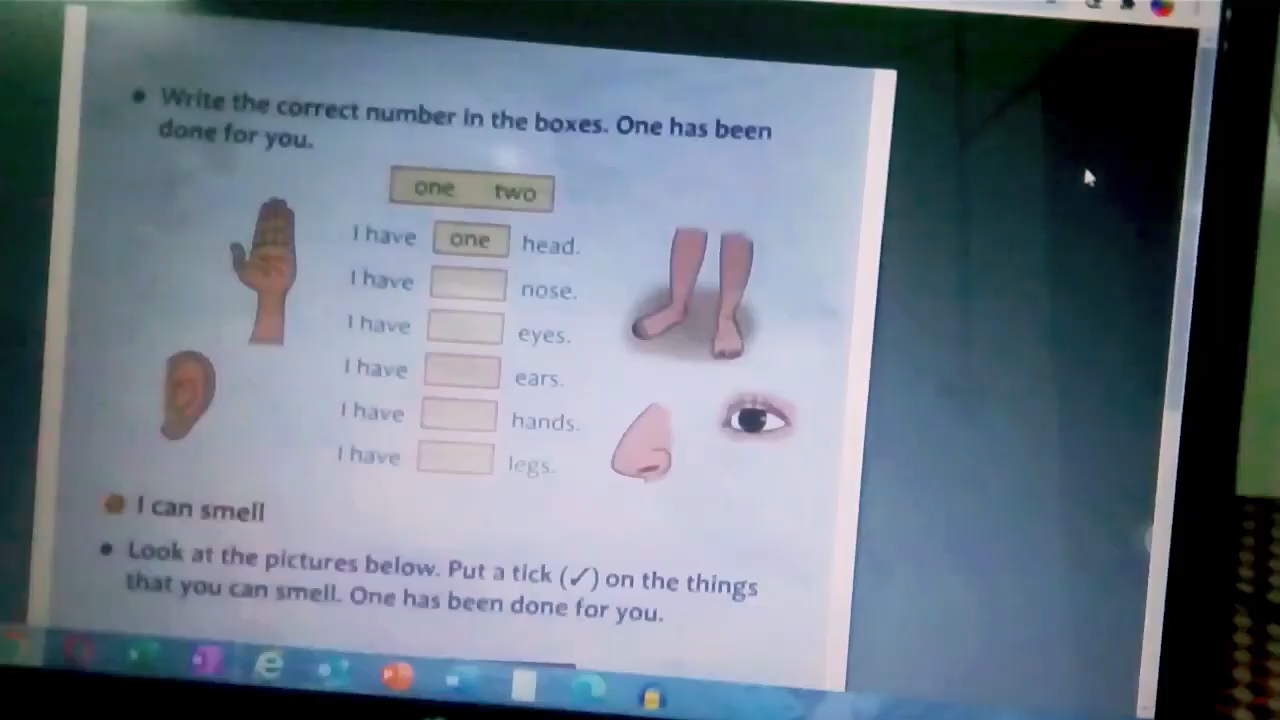 • Write the correct number in the boxes. One has been
done for you.
one two
I have one head.
I have nose.
I have eyes.
I have ears.
I have hands.
I have legs.
I can smell
• Look at the pictures below. Put a tick (✓) on the things
that you can smell. One has been done for you.